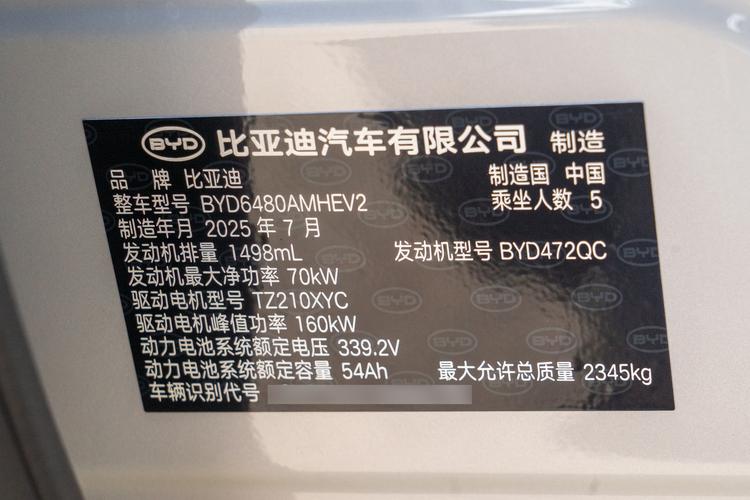 BYD 比亚迪汽车有限公司 制造
品 牌 比亚迪 制造国 中国
整车型号 BYD6480AMHEV2 乘坐人数 5
制造年月 2025 年 7 月
发动机排量 1498mL 发动机型号 BYD472QC
发动机最大净功率 70kW
驱动电机型号 TZ210XYC
驱动电机峰值功率 160kW
动力电池系统额定电压 339.2V
动力电池系统额定容量 54Ah 最大允许总质量 2345kg
车辆识别代号